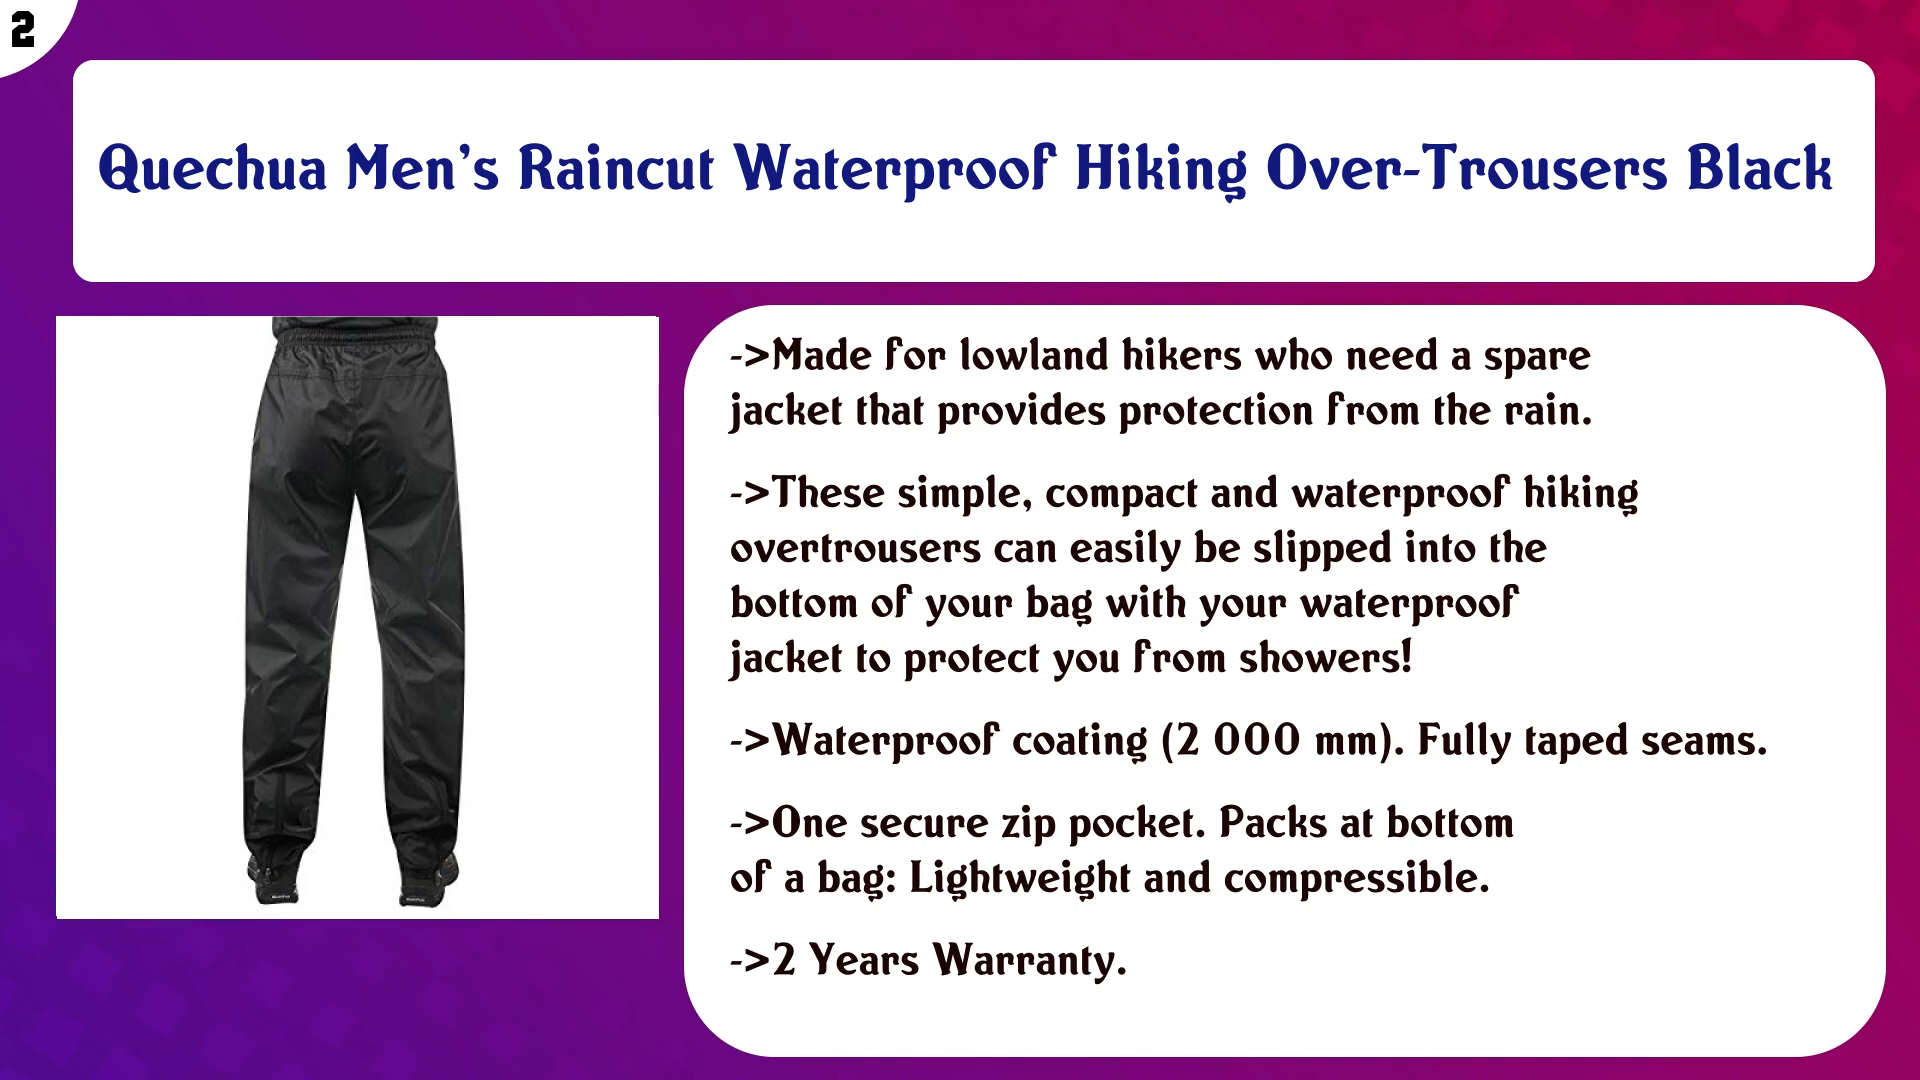 2
Quechua Men's Raincut Waterproof Hiking Over-Trousers Black
->Made for lowland hikers who need a spare
jacket that provides protection from the rain.
->These simple, compact and waterproof hiking
overtrousers can easily be slipped into the
bottom of your bag with your waterproof
jacket to protect you from showers!
->Waterproof coating (2 000 mm). Fully taped seams.
->One secure zip pocket. Packs at bottom
of a bag: Lightweight and compressible.
->2 Years Warranty.